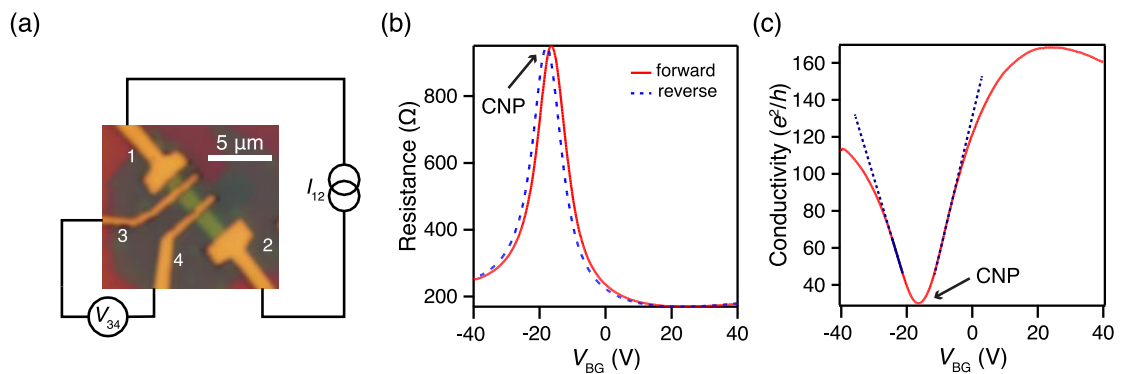 (a)
1
5 μm
3
4
2
I12
V34
(b)
Resistance (Ω)
800
600
400
200
CNP
forward
reverse
-40
-20
0
20
40
VBG (V)
(c)
Conductivity (e²/h)
160
140
120
100
80
60
40
CNP
-40
-20
0
20
40
VBG (V)